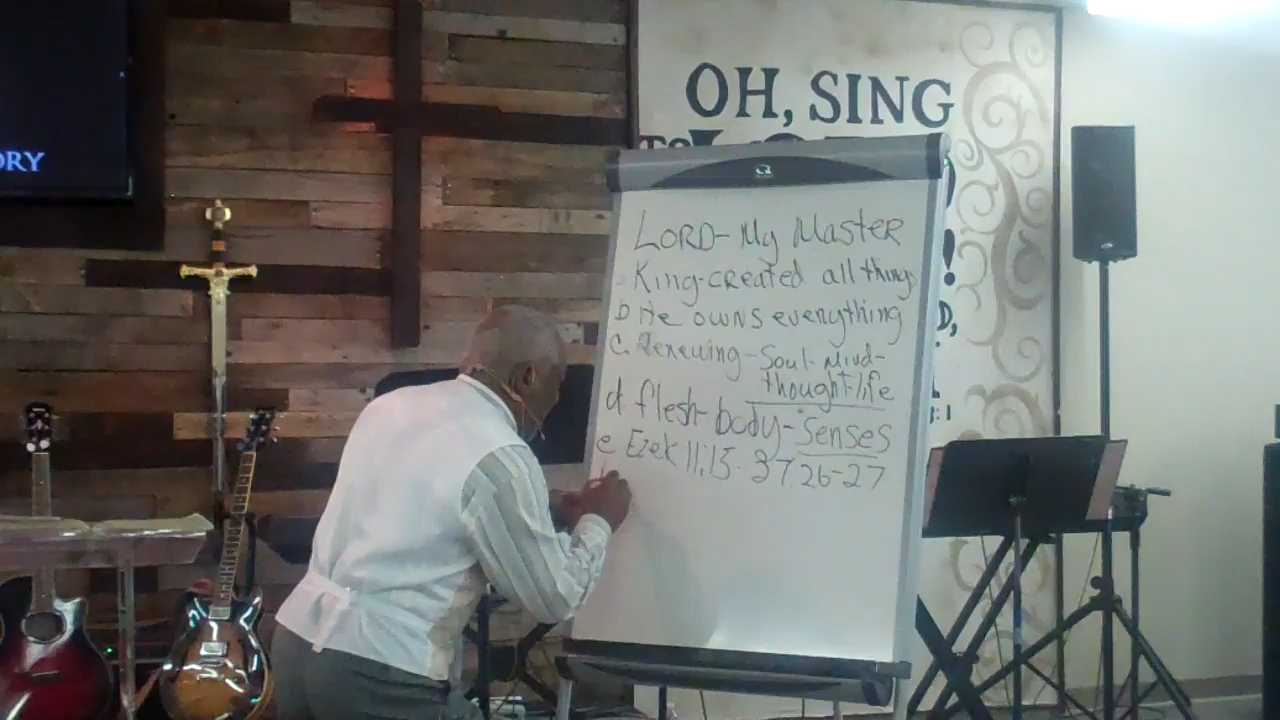 ORY
OH, SING
LORD- My Master
King-created all things
b He owns everything
c. Renewing-Soul-Mind-
thought-life
d flesh-body-Senses
e Ezek 11.15- 37.26-27